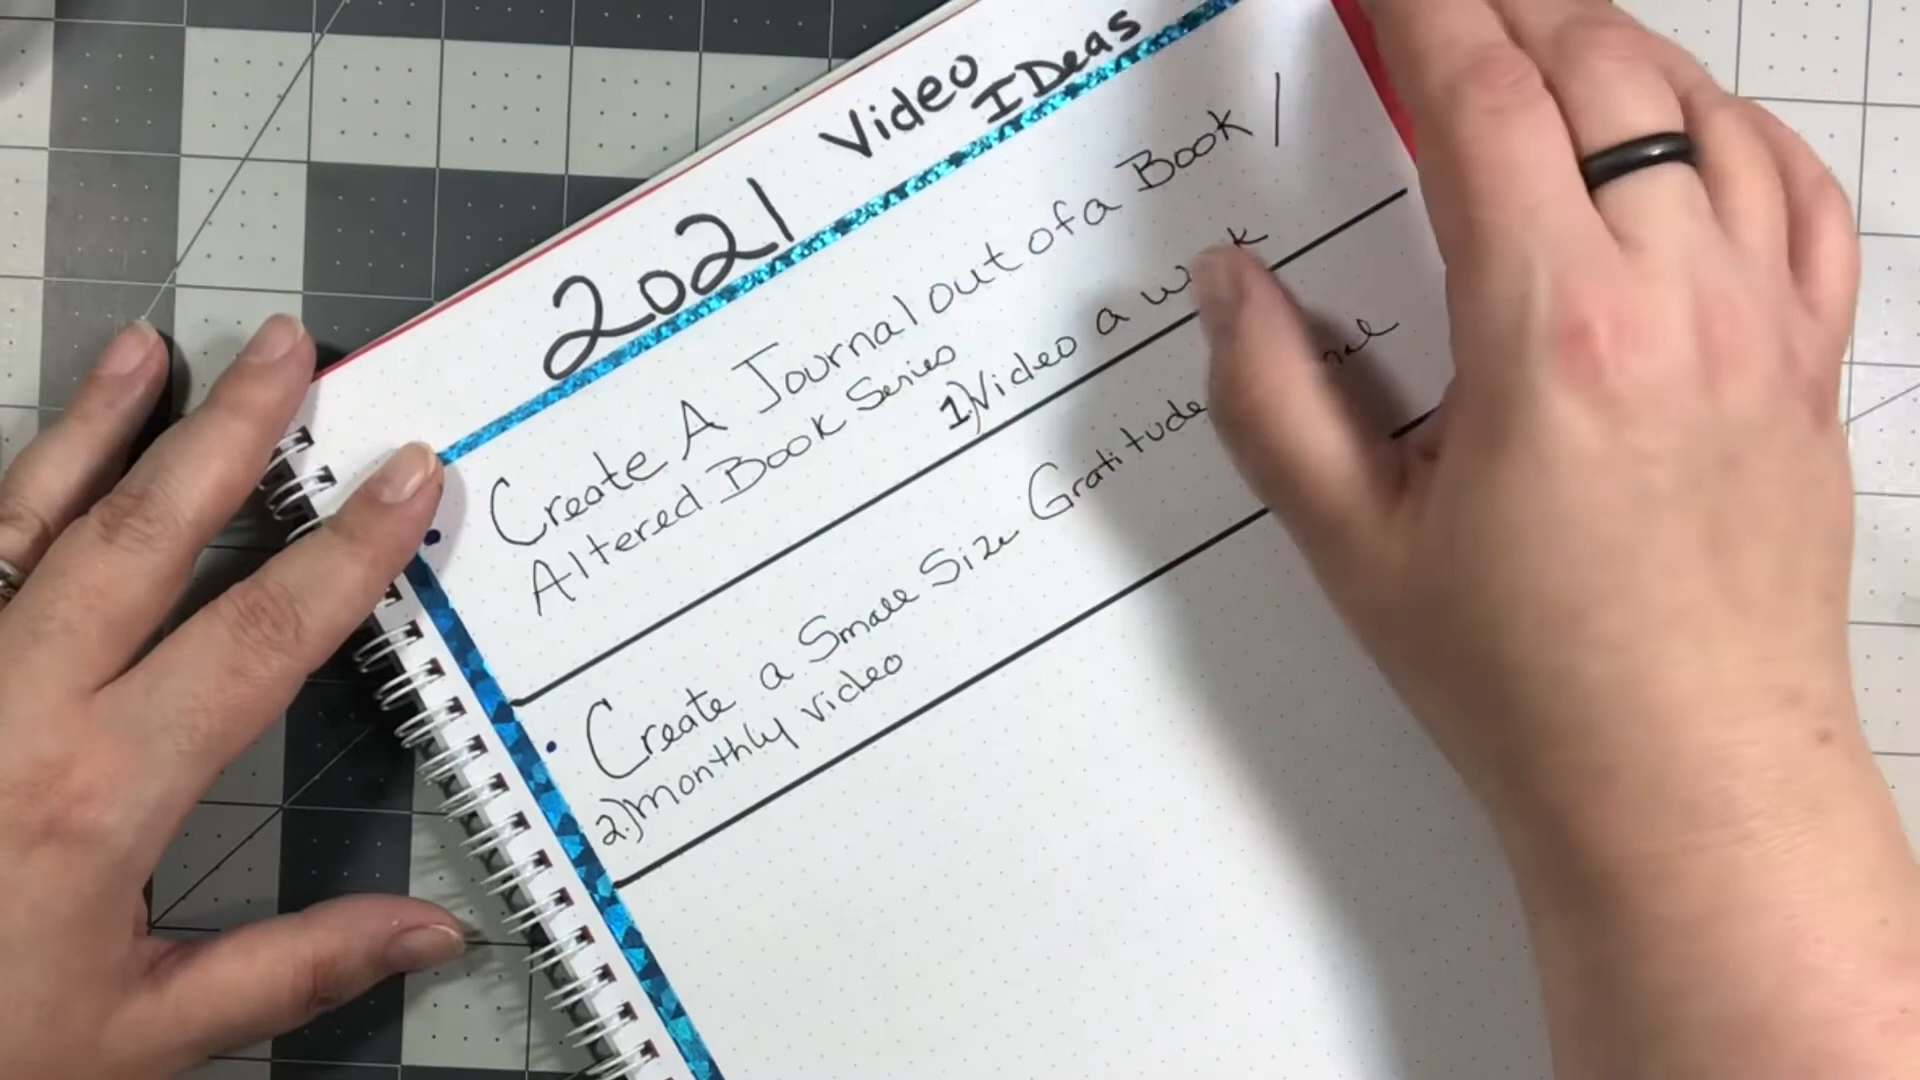 2021 Video IDeas
Create A Journal out of a Book /
Altered Book Series
1) Video a
Create a Small Size Gratitude
2.) monthly video